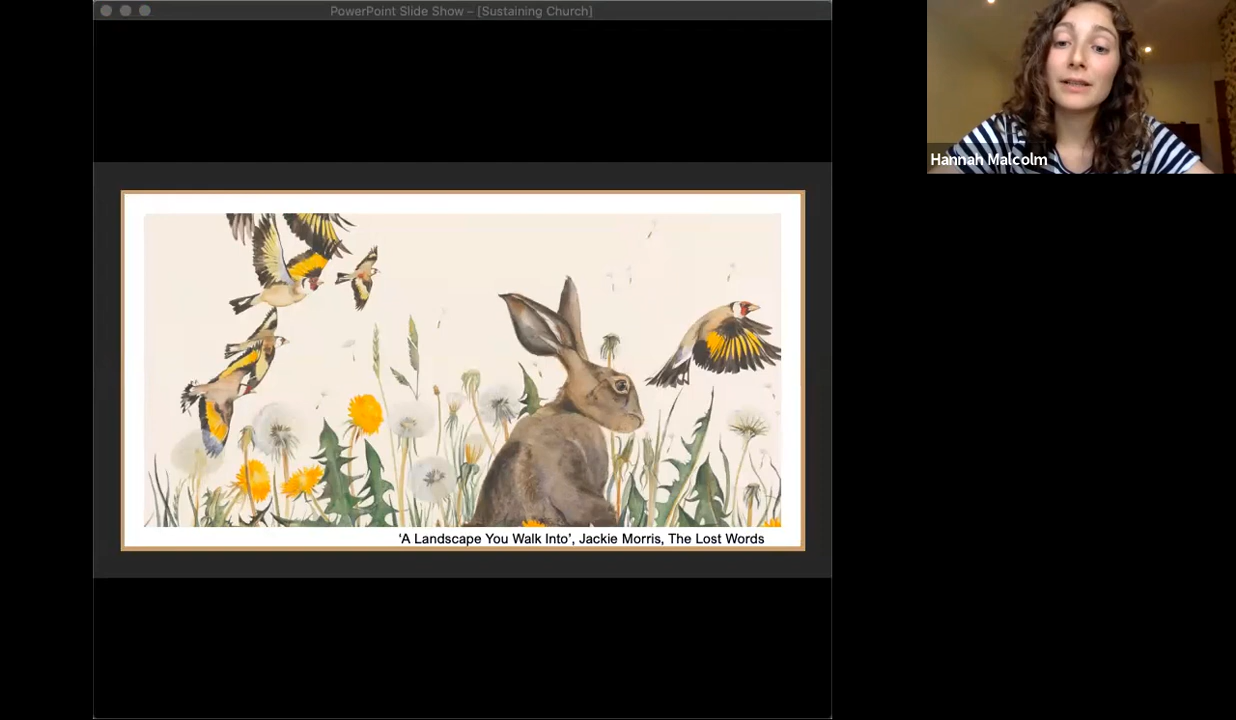 PowerPoint Slide Show – [Sustaining Church]
Hannah Malcolm
‘A Landscape You Walk Into’, Jackie Morris, The Lost Words